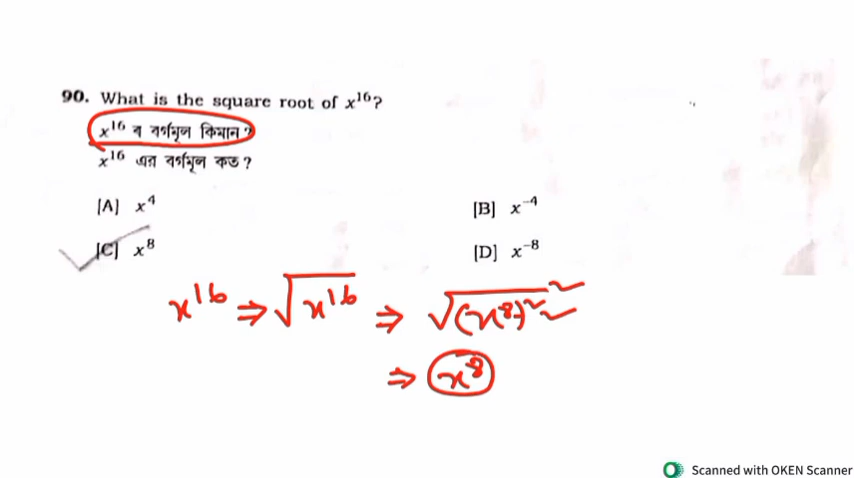 90. What is the square root of x¹⁶?
x¹⁶ ৰ বৰ্গমূল কিমান?
x¹⁶ এর বর্গমূল কত?
[A] x⁴
[B] x⁻⁴
[C] x⁸
[D] x⁻⁸
x¹⁶ ⇒ √x¹⁶ ⇒ √(x⁸)²
⇒ x⁸
Scanned with OKEN Scanner